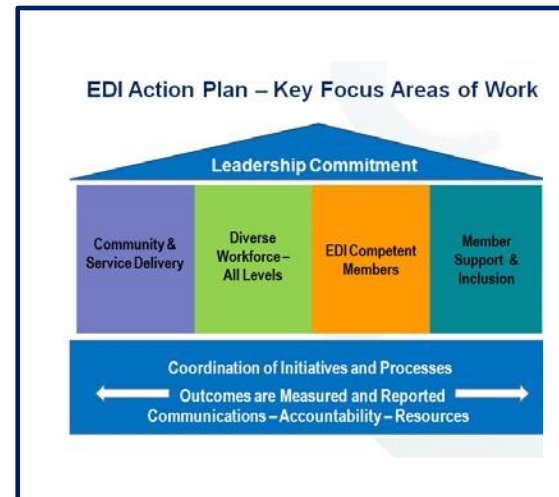 EDI Action Plan – Key Focus Areas of Work
Leadership Commitment
Community &
Service Delivery
Diverse
Workforce –
All Levels
EDI Competent
Members
Member
Support &
Inclusion
Coordination of Initiatives and Processes
Outcomes are Measured and Reported
Communications – Accountability – Resources